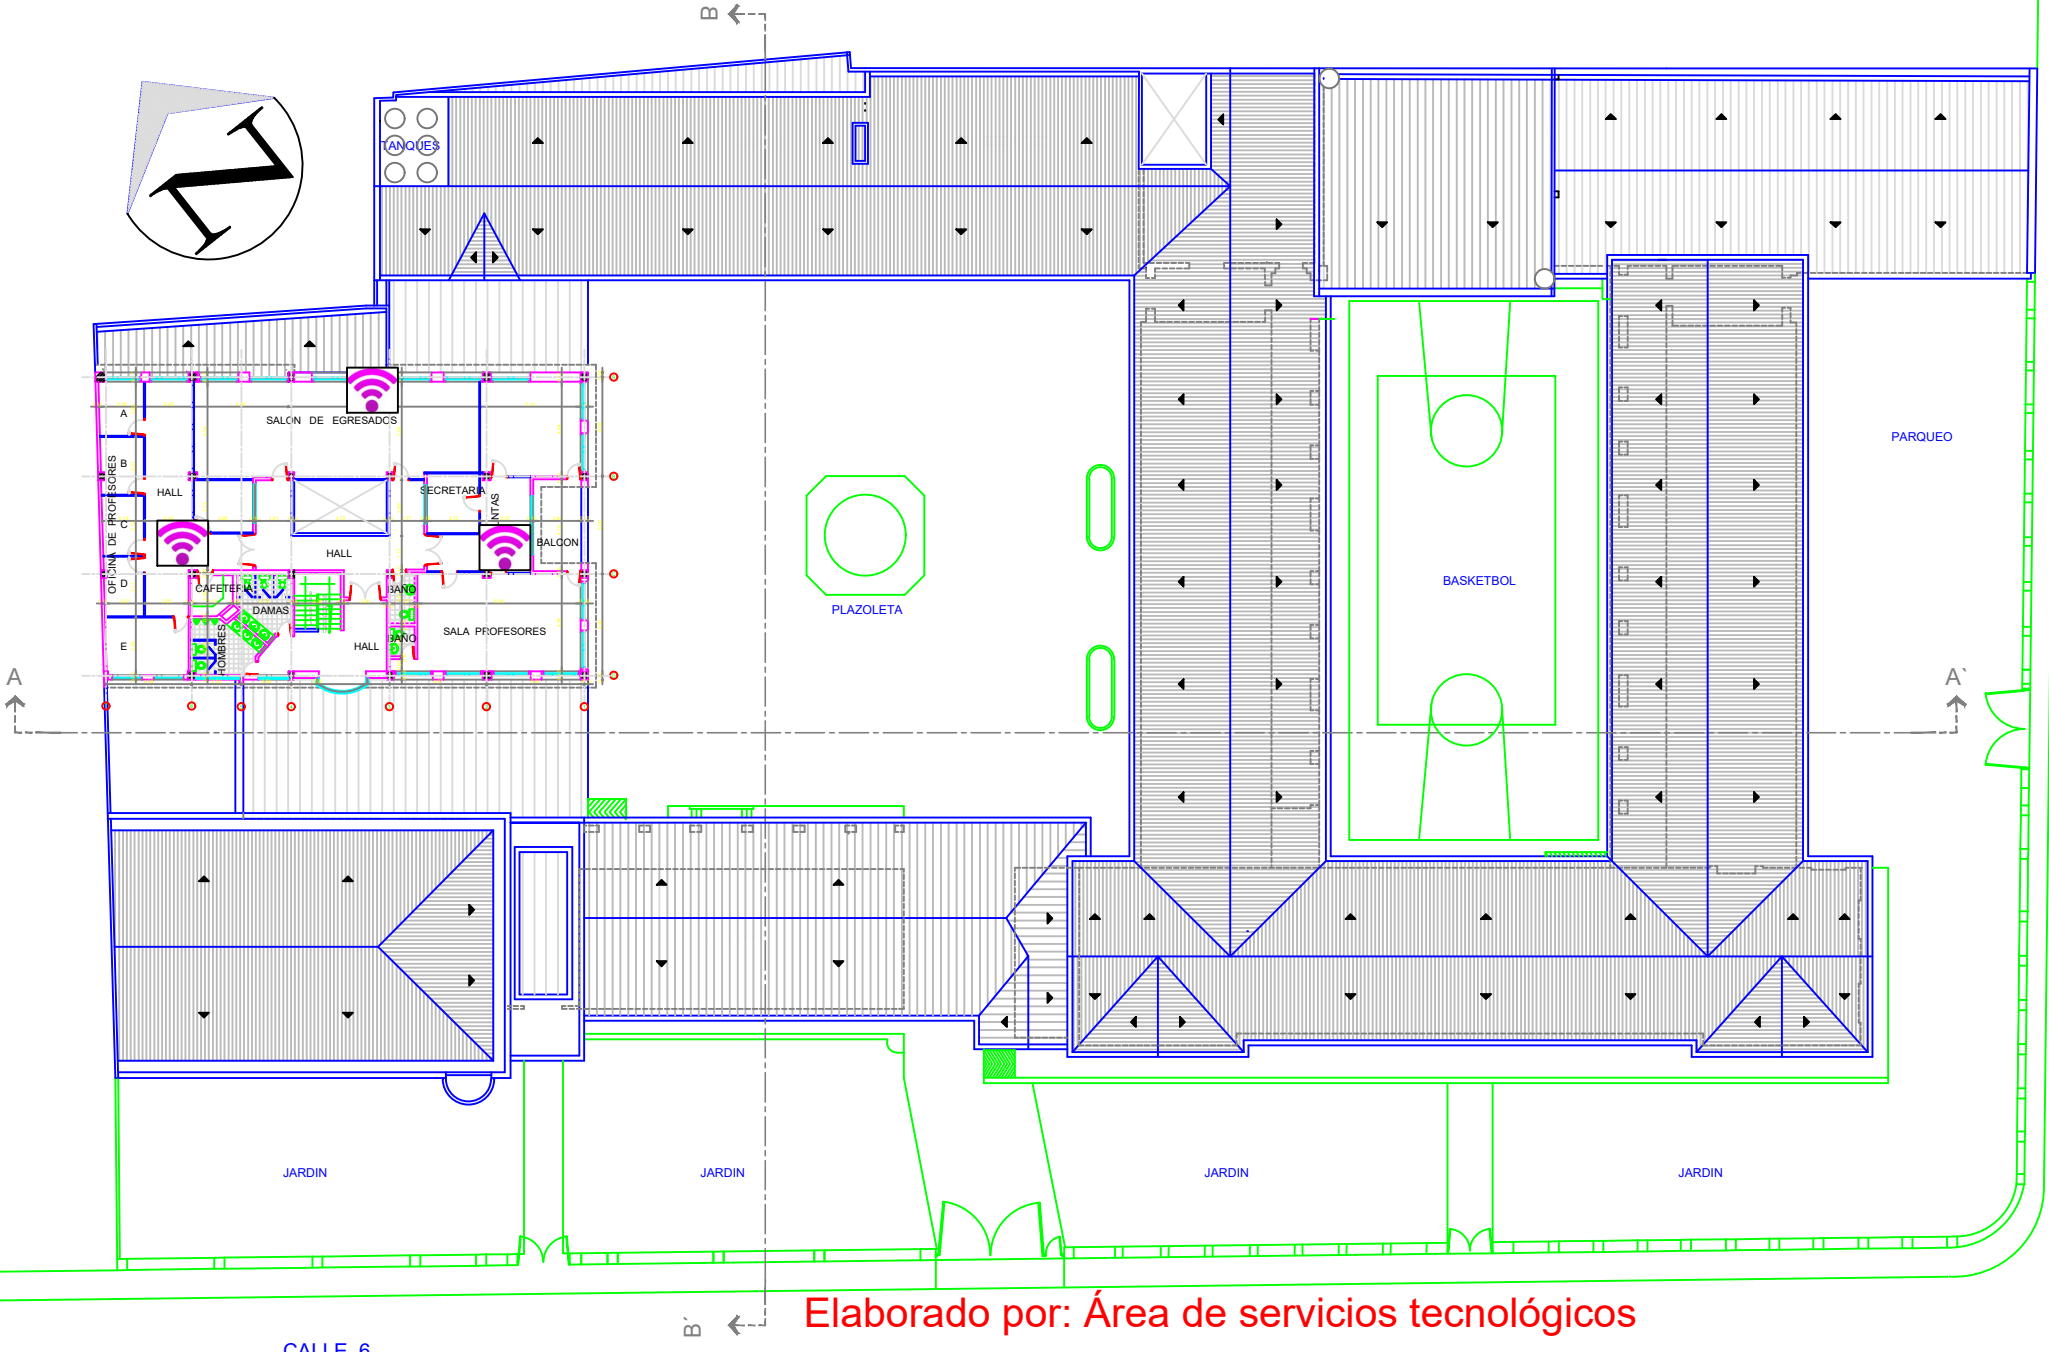 B
N
TANQUES
A
SALON DE EGRESADOS
PARQUEO
B
OFICINA DE PROFESORES
HALL
SECRETARIA
C
HALL
BALCON
D
CAFETERIA
BAÑO
BASKETBOL
DAMAS
PLAZOLETA
E
HOMBRES
HALL
BAÑO
SALA PROFESORES
A
A`
JARDIN
JARDIN
JARDIN
JARDIN
B`
Elaborado por: Área de servicios tecnológicos
CALLE 6